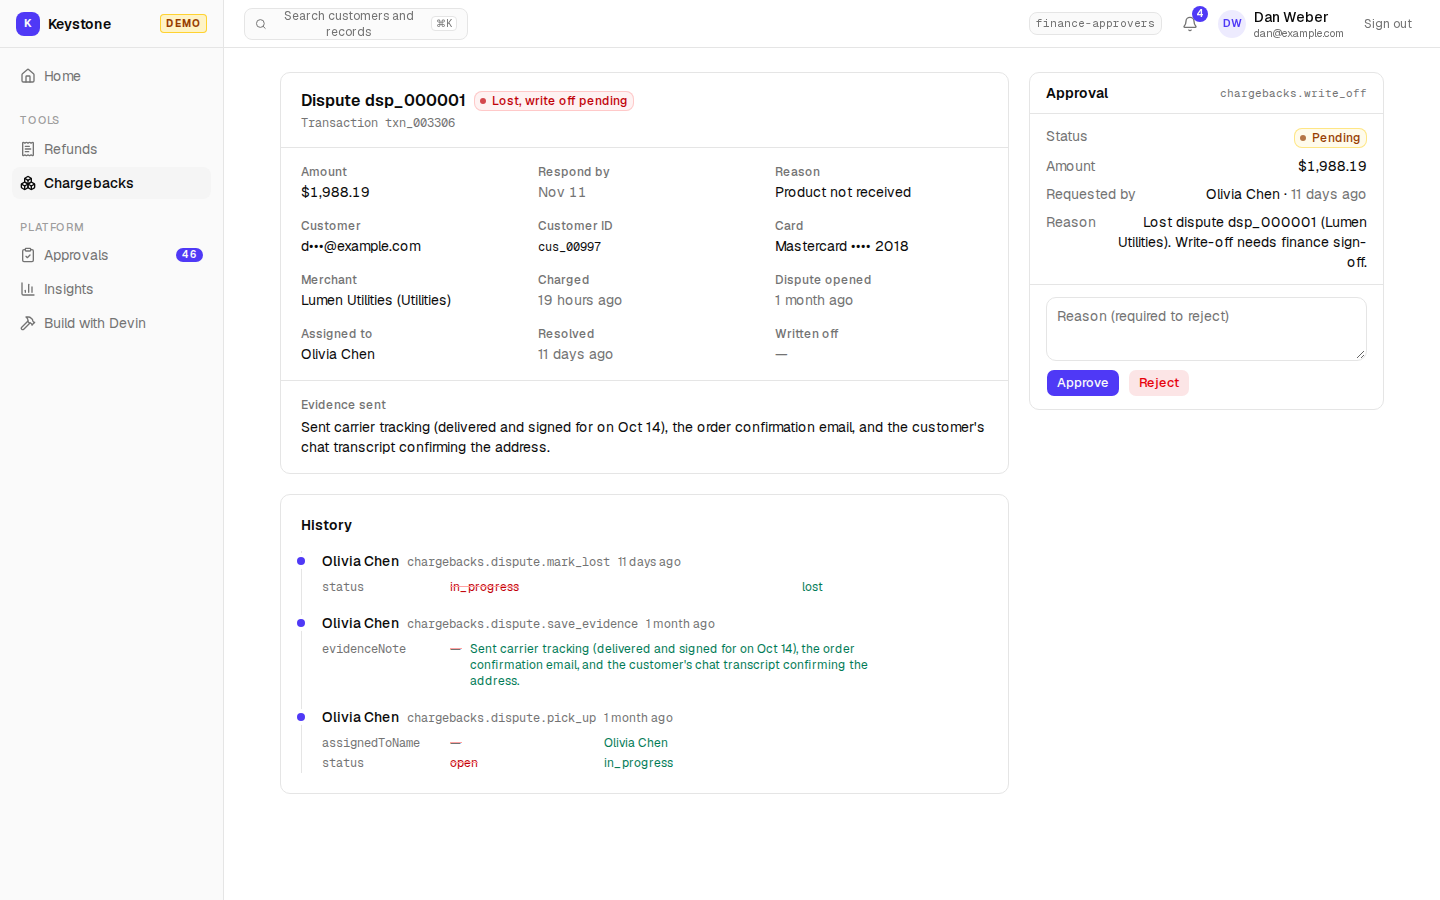 K Keystone DEMO
Search customers and records ⌘K
finance-approvers
4
DW Dan Weber
dan@example.com
Sign out
Home
TOOLS
Refunds
Chargebacks
PLATFORM
Approvals 46
Insights
Build with Devin
Dispute dsp_000001 Lost, write off pending
Transaction txn_003306
Amount Respond by Reason
$1,988.19 Nov 11 Product not received
Customer Customer ID Card
d•••@example.com cus_00997 Mastercard •••• 2018
Merchant Charged Dispute opened
Lumen Utilities (Utilities) 19 hours ago 1 month ago
Assigned to Resolved Written off
Olivia Chen 11 days ago —
Evidence sent
Sent carrier tracking (delivered and signed for on Oct 14), the order confirmation email, and the customer's
chat transcript confirming the address.
History
Olivia Chen chargebacks.dispute.mark_lost 11 days ago
status in_progress lost
Olivia Chen chargebacks.dispute.save_evidence 1 month ago
evidenceNote — Sent carrier tracking (delivered and signed for on Oct 14), the order
confirmation email, and the customer's chat transcript confirming the
address.
Olivia Chen chargebacks.dispute.pick_up 1 month ago
assignedToName — Olivia Chen
status open in_progress
Approval chargebacks.write_off
Status Pending
Amount $1,988.19
Requested by Olivia Chen · 11 days ago
Reason Lost dispute dsp_000001 (Lumen
Utilities). Write-off needs finance sign-
off.
Reason (required to reject)
Approve Reject